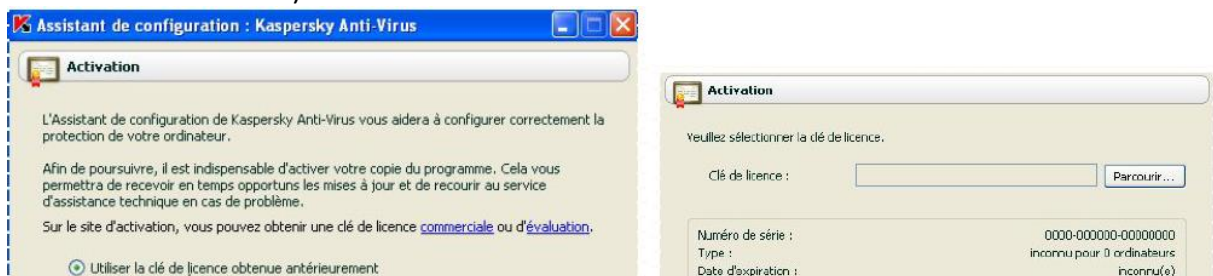 Assistant de configuration : Kaspersky Anti-Virus
Activation
L'Assistant de configuration de Kaspersky Anti-Virus vous aidera à configurer correctement la
protection de votre ordinateur.
Afin de poursuivre, il est indispensable d'activer votre copie du programme. Cela vous
permettra de recevoir en temps opportuns les mises à jour et de recourir au service
d'assistance technique en cas de problème.
Sur le site d'activation, vous pouvez obtenir une clé de licence commerciale ou d'évaluation.
Utiliser la clé de licence obtenue antérieurement
Activation
Veuillez sélectionner la clé de licence.
Clé de licence : Parcourir...
Numéro de série : 0000-000000-00000000
Type : inconnu pour 0 ordinateurs
Date d'expiration : inconnu(e)